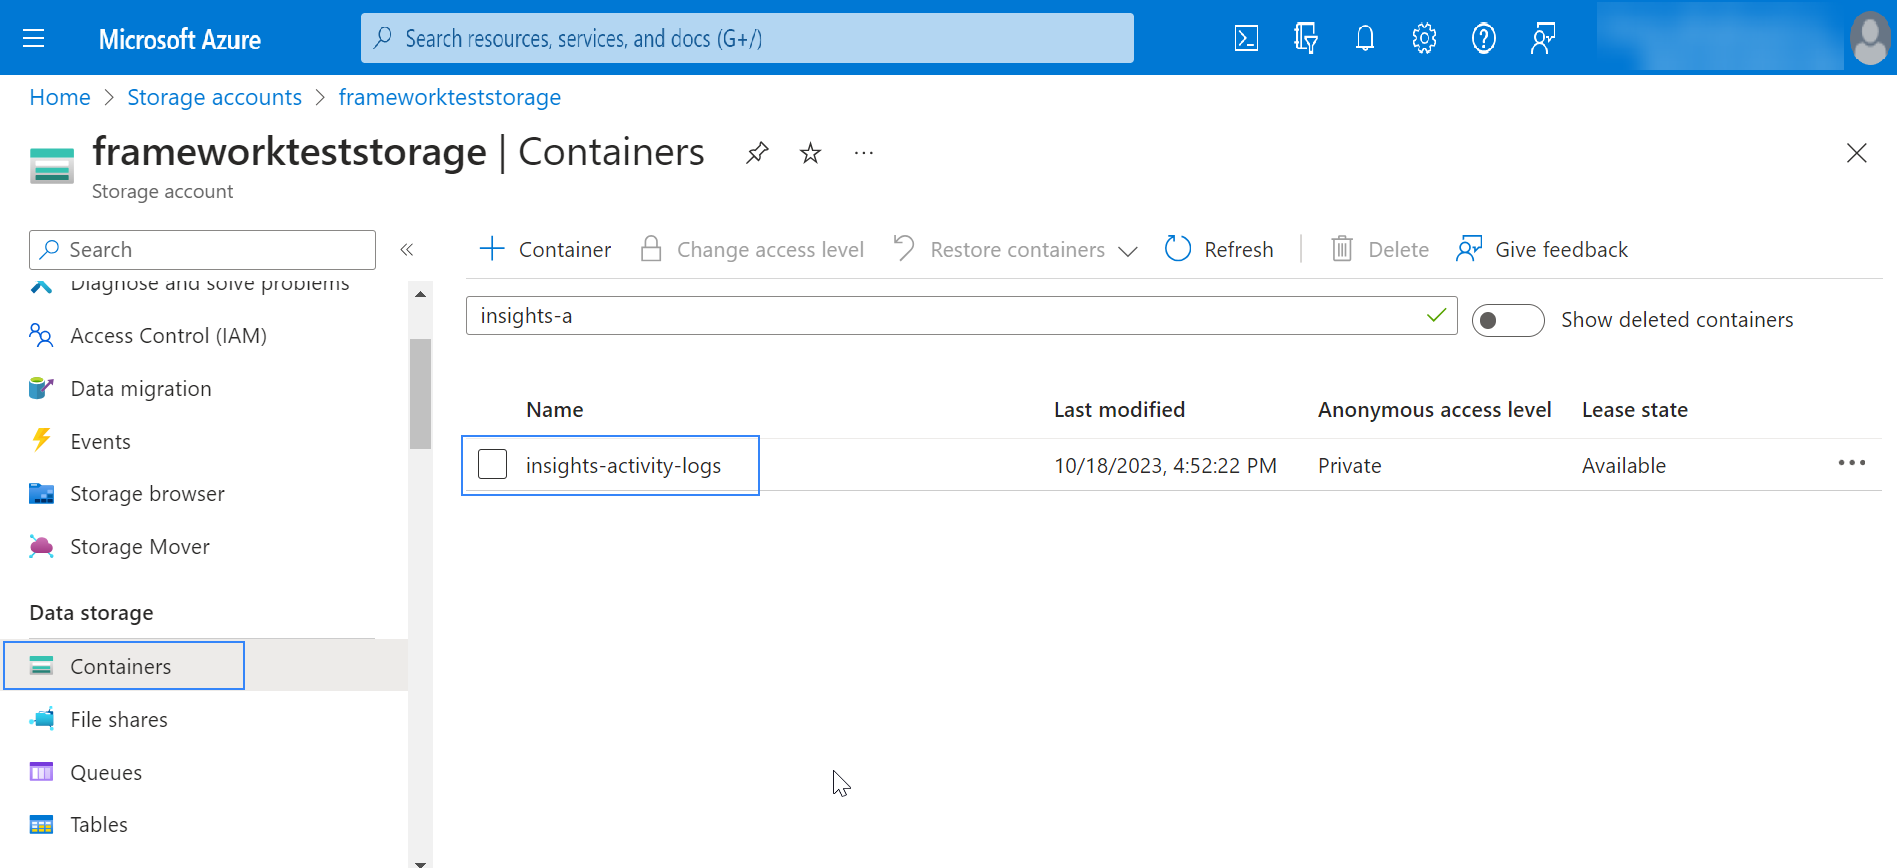 Microsoft Azure
Search resources, services, and docs (G+/)
Home > Storage accounts > frameworkteststorage
frameworkteststorage | Containers
Storage account
Search
Diagnose and solve problems
Access Control (IAM)
Data migration
Events
Storage browser
Storage Mover
Data storage
Containers
File shares
Queues
Tables
Container Change access level Restore containers Refresh Delete Give feedback
insights-a
Show deleted containers
Name Last modified Anonymous access level Lease state
insights-activity-logs 10/18/2023, 4:52:22 PM Private Available